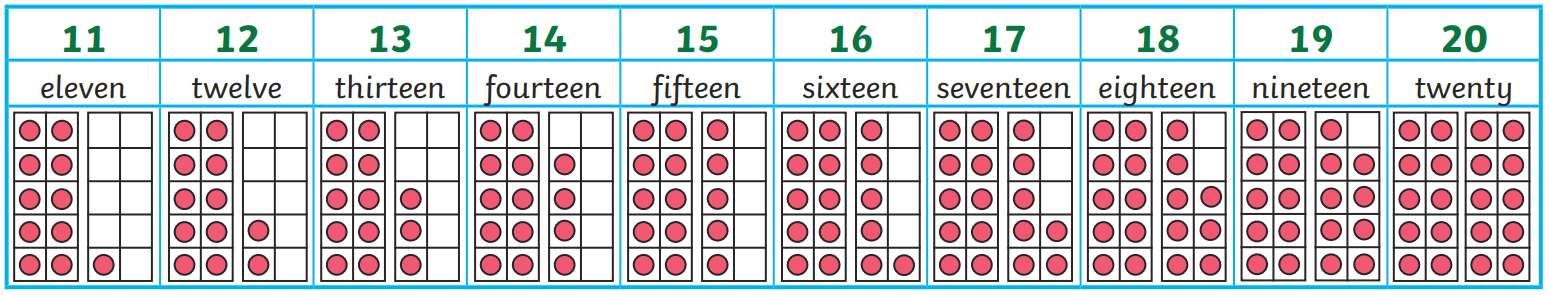 11 12 13 14 15 16 17 18 19 20
eleven twelve thirteen fourteen fifteen sixteen seventeen eighteen nineteen twenty